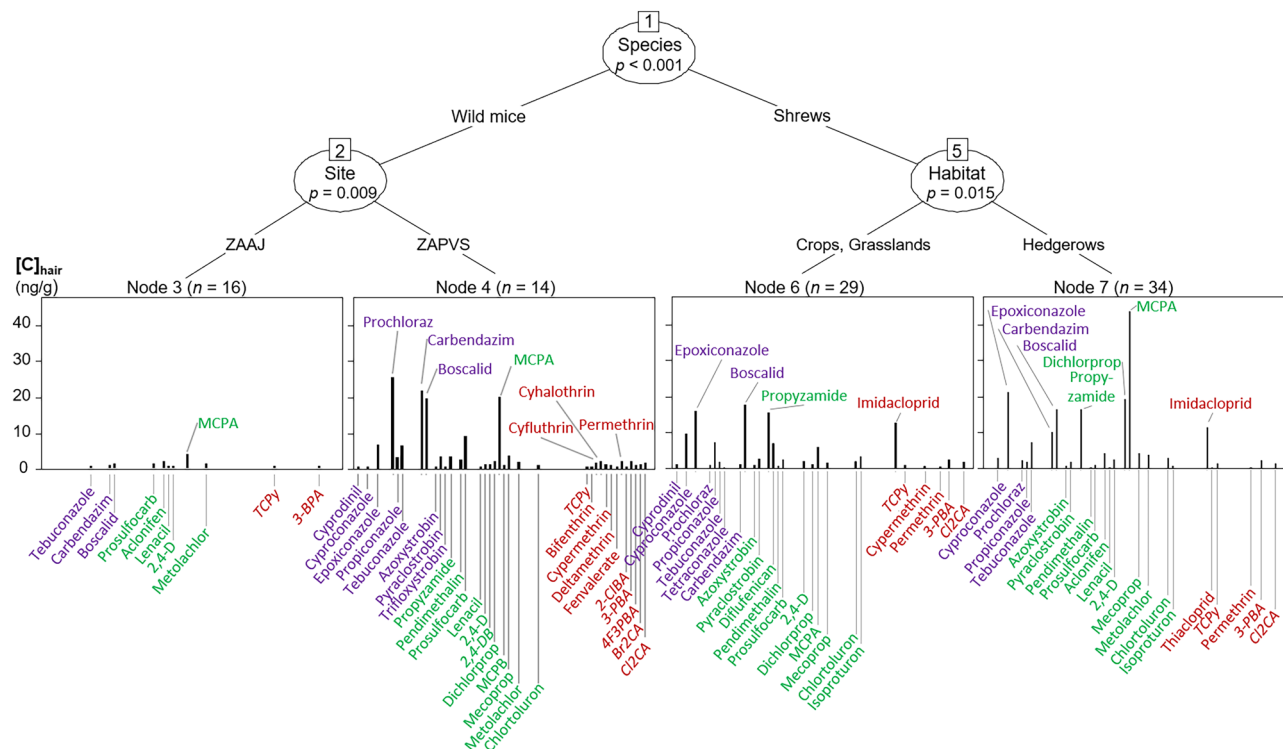 1
Species
p < 0.001
Wild mice
Shrews
2
Site
p = 0.009
5
Habitat
p = 0.015
ZAAJ
ZAPVS
Crops, Grasslands
Hedgerows
[C]hair
(ng/g)
Node 3 (n = 16)
Node 4 (n = 14)
Node 6 (n = 29)
Node 7 (n = 34)
40
30
20
10
0
MCPA
Tebuconazole
Carbendazim
Boscalid
Prosulfocarb
Aclonifen
Lenacil
2,4-D
Metolachlor
TCPy
3-BPA
Prochloraz
Carbendazim
Boscalid
MCPA
Cyhalothrin
Cyfluthrin
Permethrin
Cyprodinil
Cyproconazole
Epoxiconazole
Propiconazole
Tebuconazole
Azoxystrobin
Pyraclostrobin
Trifloxystrobin
Propyzamide
Pendimethalin
Prosulfocarb
Lenacil
2,4-D
2,4-DB
Dichlorprop
MCPB
Mecoprop
Metolachlor
Chlortoluron
TCPy
Bifenthrin
Cypermethrin
Deltamethrin
Fenvalerate
2-ClBA
3-PBA
4F3PBA
Br2CA
Cl2CA
Epoxiconazole
Boscalid
Propyzamide
Imidacloprid
Cyprodinil
Cyproconazole
Prochloraz
Propiconazole
Tebuconazole
Tetraconazole
Carbendazim
Azoxystrobin
Pyraclostrobin
Diflufenican
Pendimethalin
Prosulfocarb
2,4-D
Dichlorprop
MCPA
Mecoprop
Chlortoluron
Isoproturon
TCPy
Cypermethrin
Permethrin
3-PBA
Cl2CA
Epoxiconazole
Carbendazim
Boscalid
MCPA
Dichlorprop
Propy-
zamide
Imidacloprid
Cyproconazole
Prochloraz
Propiconazole
Tebuconazole
Azoxystrobin
Pyraclostrobin
Pendimethalin
Prosulfocarb
Aclonifen
Lenacil
2,4-D
Mecoprop
Metolachlor
Chlortoluron
Isoproturon
Thiacloprid
TCPy
Permethrin
3-PBA
Cl2CA